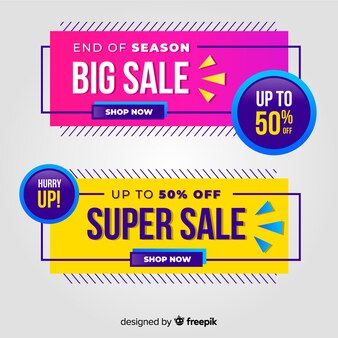 END OF SEASON
BIG SALE
SHOP NOW
UP TO
50% OFF
HURRY
UP!
UP TO 50% OFF
SUPER SALE
SHOP NOW
designed by freepik